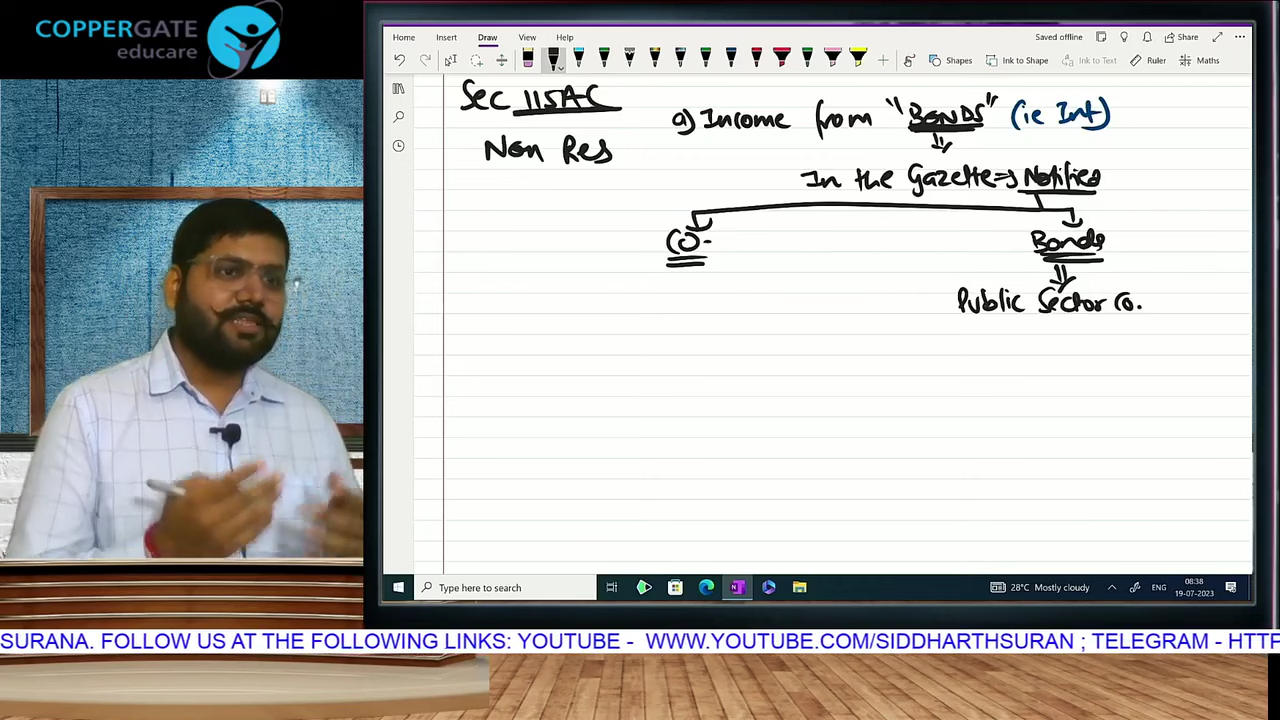 COPPERGATE
educare
Home Insert Draw View Help
Saved offline Share
Shapes Ink to Shape Ink to Text Ruler Maths
Sec 115AC
Non Res
a) Income from "BONDS" (ie Int)
In the Gazette => Notified
Co.
Bonds
Public Sector Co.
Type here to search
28°C Mostly cloudy
ENG
08:38
19-07-2023
SURANA. FOLLOW US AT THE FOLLOWING LINKS: YOUTUBE - WWW.YOUTUBE.COM/SIDDHARTHSURAN ; TELEGRAM - HTTP